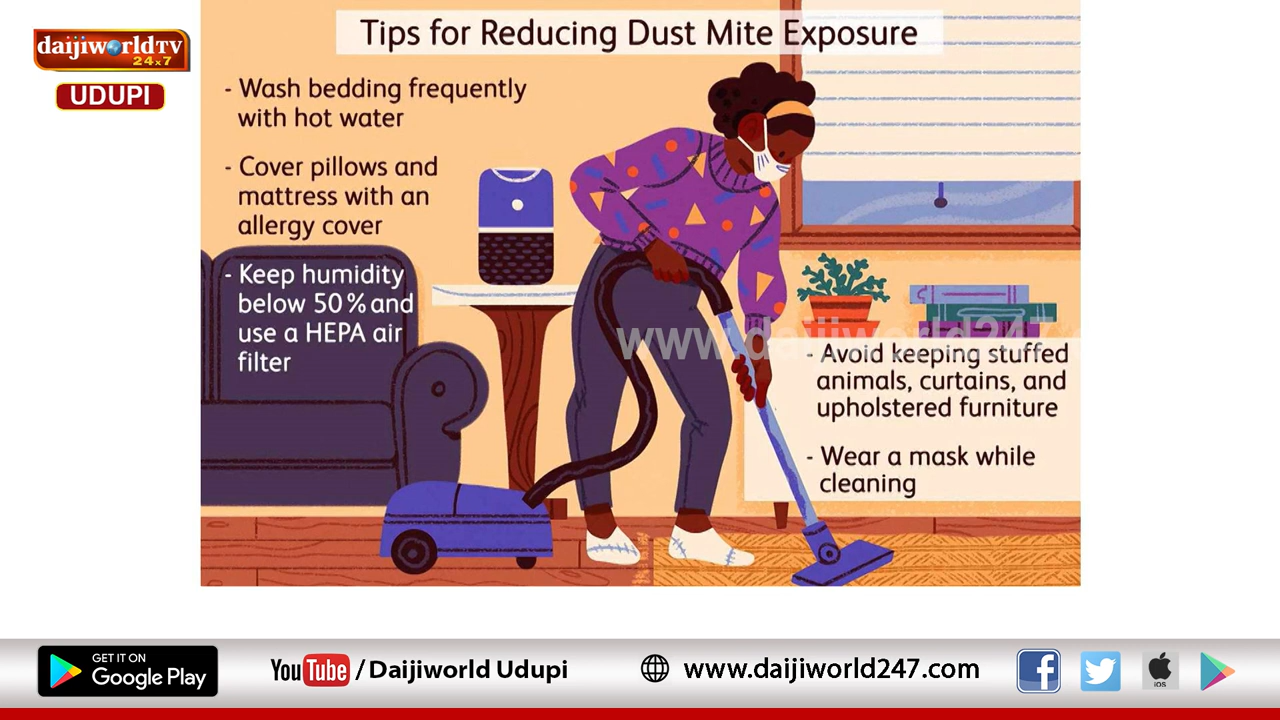 daijiworldTV
24x7
UDUPI
Tips for Reducing Dust Mite Exposure
- Wash bedding frequently
with hot water
- Cover pillows and
mattress with an
allergy cover
- Keep humidity
below 50% and
use a HEPA air
filter
www.daijiworld247.
- Avoid keeping stuffed
animals, curtains, and
upholstered furniture
- Wear a mask while
cleaning
GET IT ON
Google Play
YouTube / Daijiworld Udupi
www.daijiworld247.com
iOS